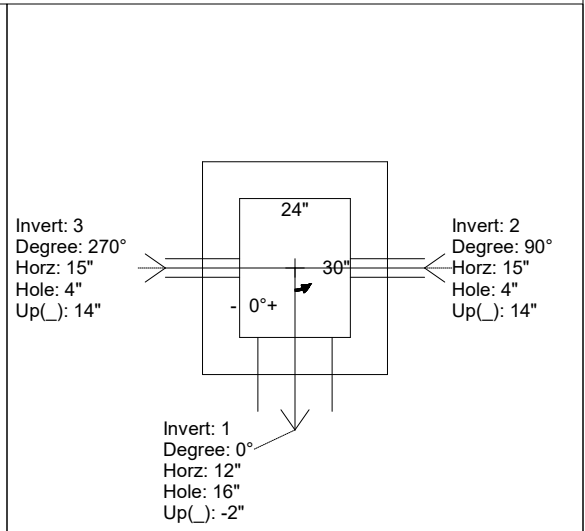 24"
Invert: 3
Degree: 270°
Horz: 15"
Hole: 4"
Up(_): 14"
30"
Invert: 2
Degree: 90°
Horz: 15"
Hole: 4"
Up(_): 14"
- 0°+
Invert: 1
Degree: 0°
Horz: 12"
Hole: 16"
Up(_): -2"